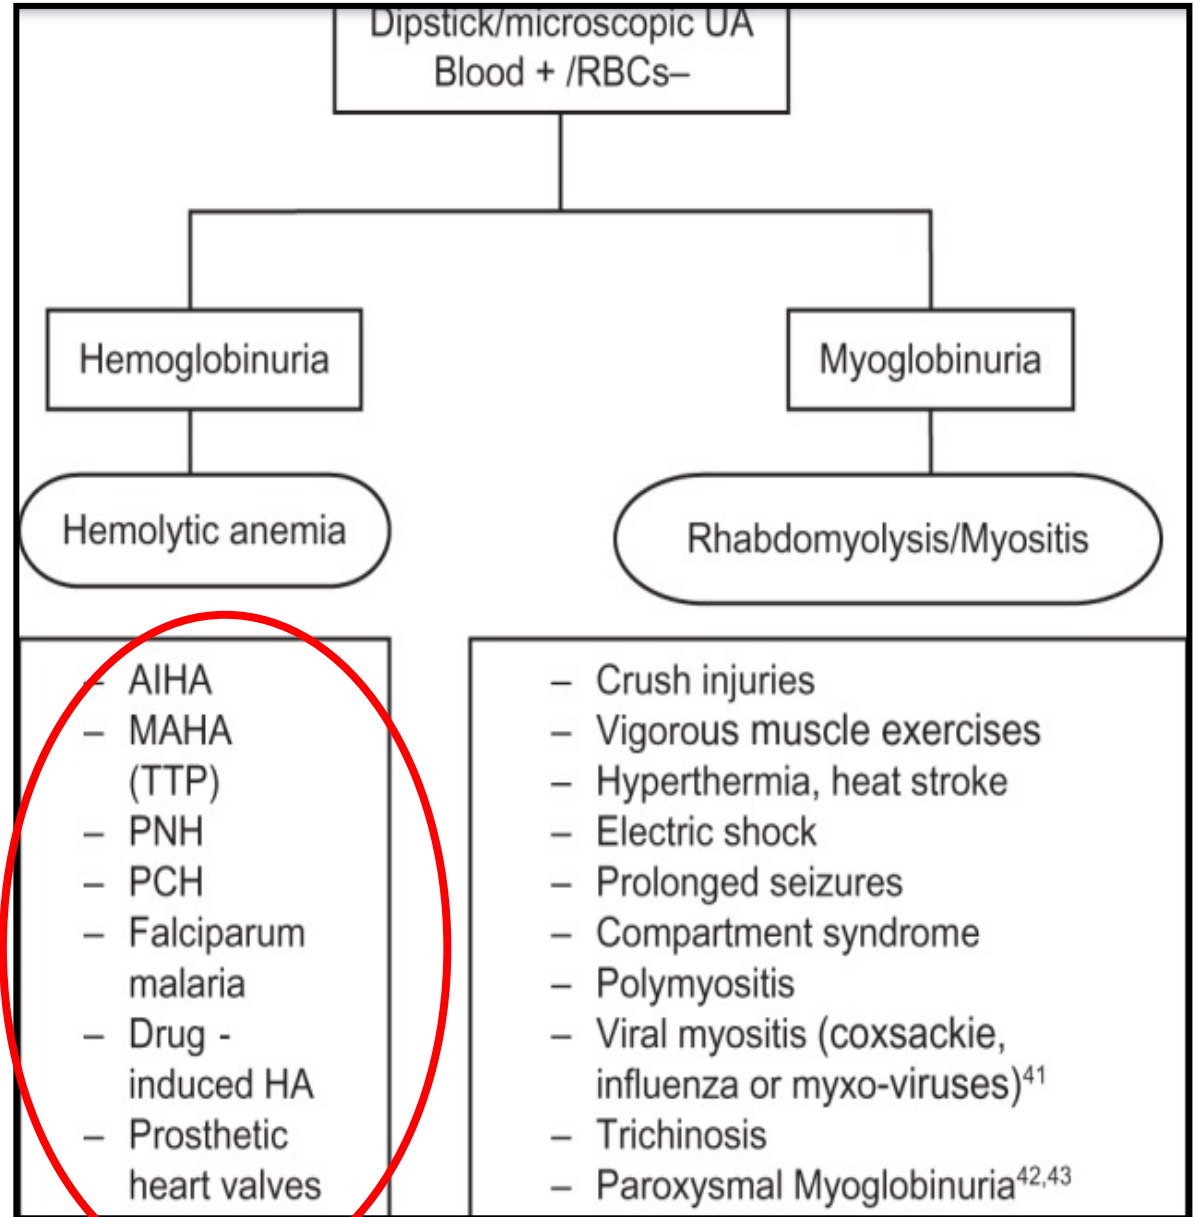 Dipstick/microscopic UA
Blood + /RBCs–
Hemoglobinuria
Myoglobinuria
Hemolytic anemia
Rhabdomyolysis/Myositis
– AIHA
– MAHA
(TTP)
– PNH
– PCH
– Falciparum
malaria
– Drug -
induced HA
– Prosthetic
heart valves
– Crush injuries
– Vigorous muscle exercises
– Hyperthermia, heat stroke
– Electric shock
– Prolonged seizures
– Compartment syndrome
– Polymyositis
– Viral myositis (coxsackie,
influenza or myxo-viruses)41
– Trichinosis
– Paroxysmal Myoglobinuria42,43